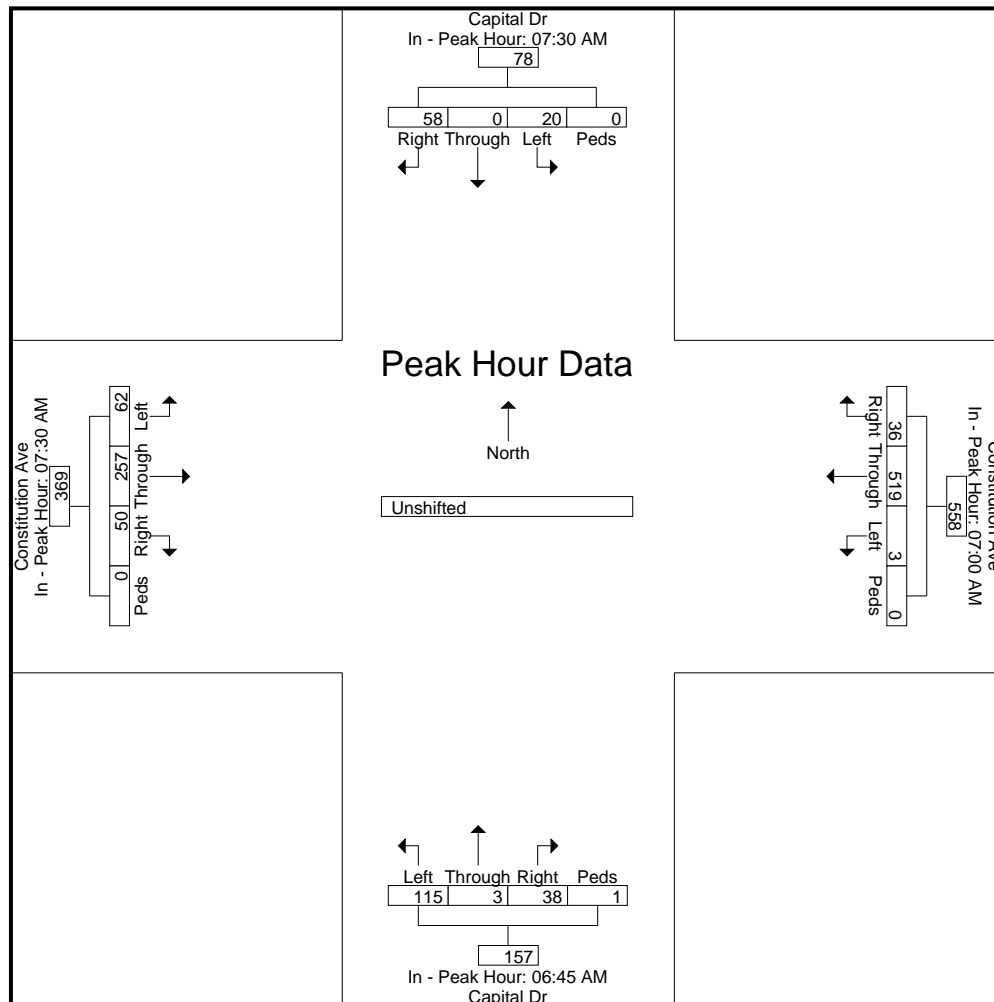 Capital Dr
In - Peak Hour: 07:30 AM
78
58 0 20 0
Right Through Left Peds
Peak Hour Data
North
Unshifted
Constitution Ave
In - Peak Hour: 07:30 AM
369
62 257 50 0
Left Through Right Peds
Constitution Ave
In - Peak Hour: 07:00 AM
558
36 519 3 0
Right Through Left Peds
Left Through Right Peds
115 3 38 1
157
In - Peak Hour: 06:45 AM
Capital Dr